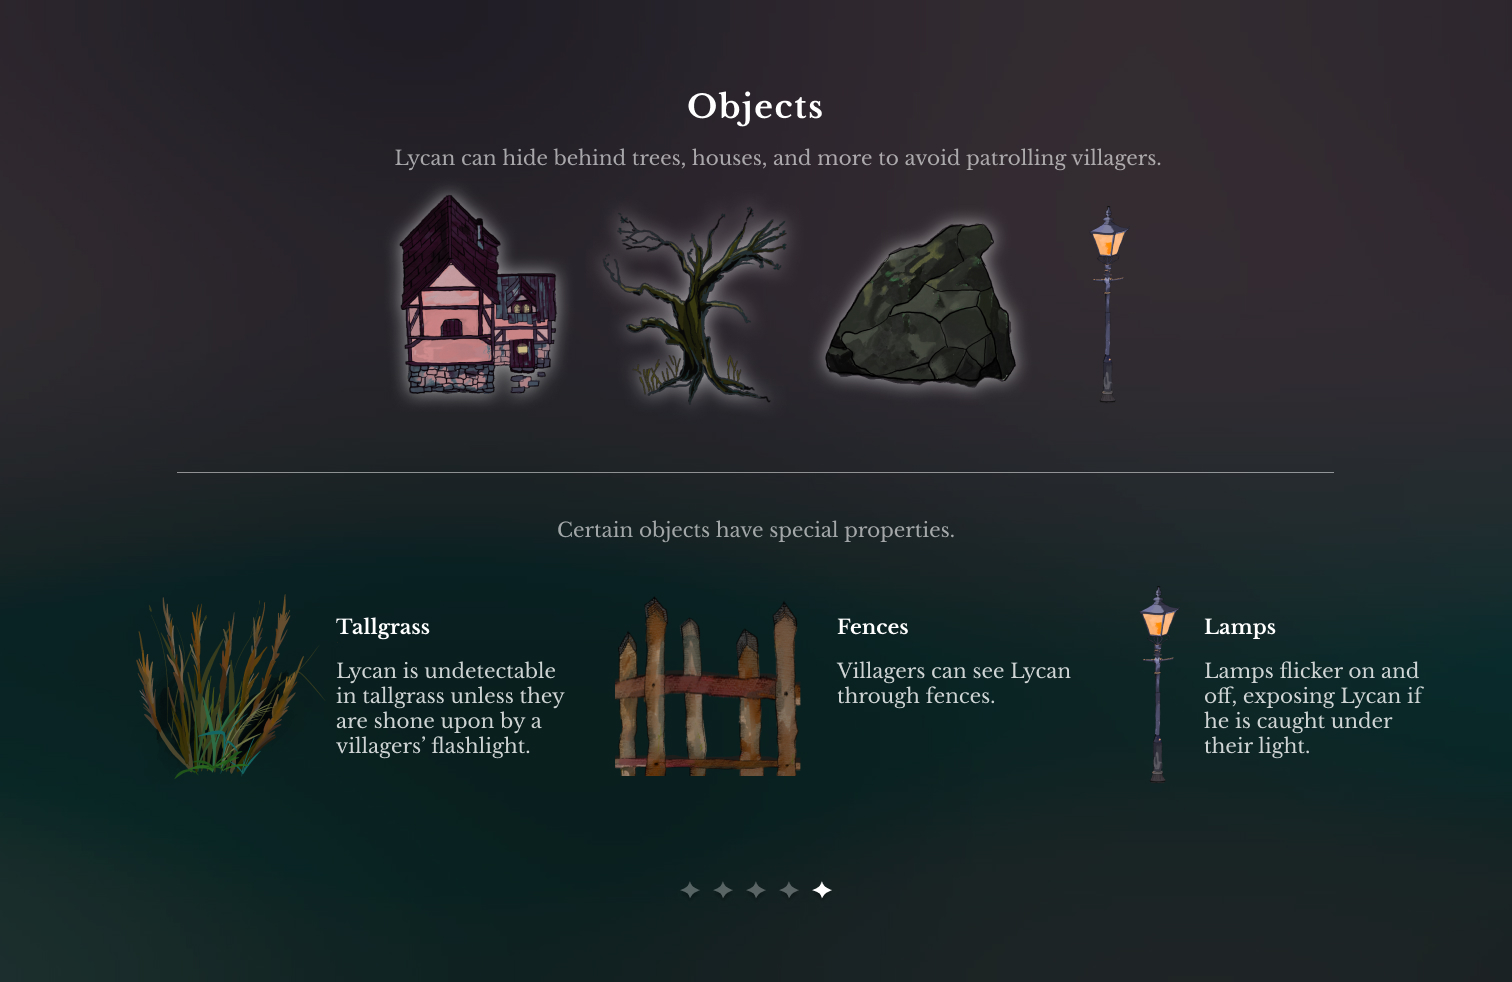 Objects
Lycan can hide behind trees, houses, and more to avoid patrolling villagers.
Certain objects have special properties.
Tallgrass
Lycan is undetectable
in tallgrass unless they
are shone upon by a
villagers’ flashlight.
Fences
Villagers can see Lycan
through fences.
Lamps
Lamps flicker on and
off, exposing Lycan if
he is caught under
their light.